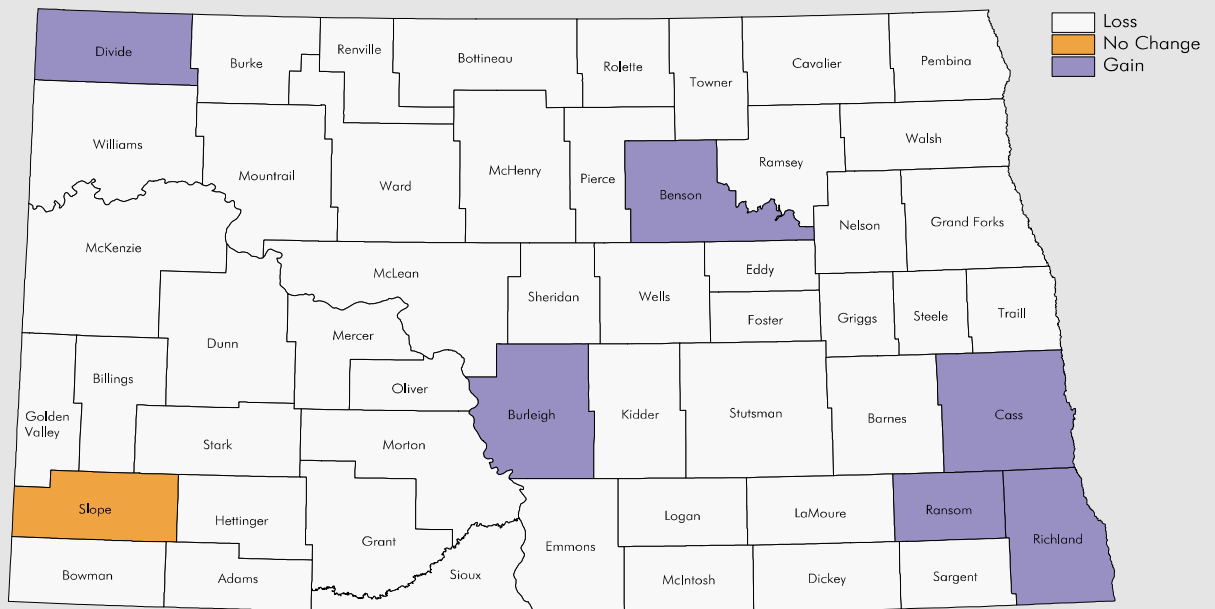 Loss
No Change
Gain
Divide
Burke
Renville
Bottineau
Rolette
Towner
Cavalier
Pembina
Williams
Mountrail
Ward
McHenry
Pierce
Benson
Ramsey
Walsh
Nelson
Grand Forks
McKenzie
McLean
Sheridan
Wells
Eddy
Foster
Griggs
Steele
Traill
Dunn
Mercer
Oliver
Billings
Golden
Valley
Stark
Morton
Burleigh
Kidder
Stutsman
Barnes
Cass
Slope
Hettinger
Grant
Emmons
Logan
LaMoure
Ransom
Richland
Bowman
Adams
Sioux
McIntosh
Dickey
Sargent